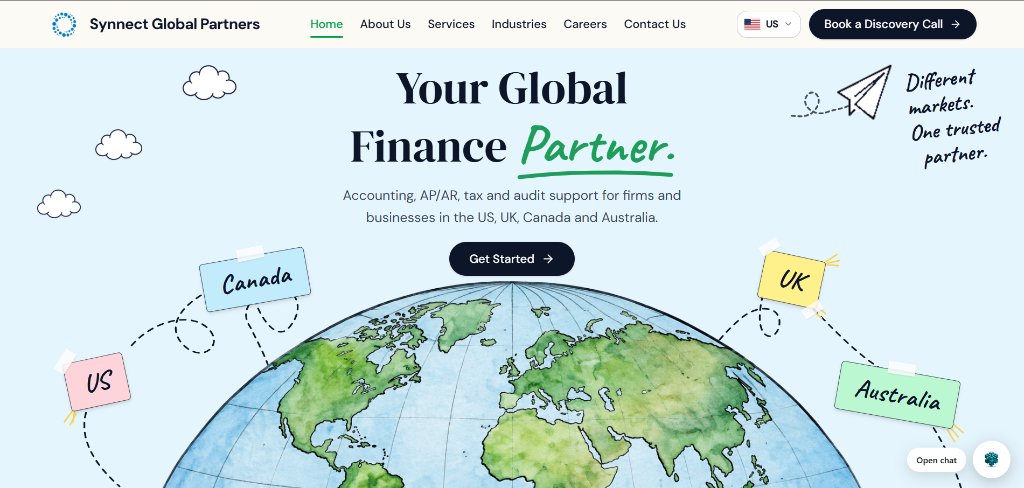 Synnect Global Partners
Home
About Us
Services
Industries
Careers
Contact Us
US
Book a Discovery Call
Your Global
Finance Partner.
Different
markets.
One trusted
partner.
Accounting, AP/AR, tax and audit support for firms and
businesses in the US, UK, Canada and Australia.
Get Started
Canada
UK
US
Australia
Open chat